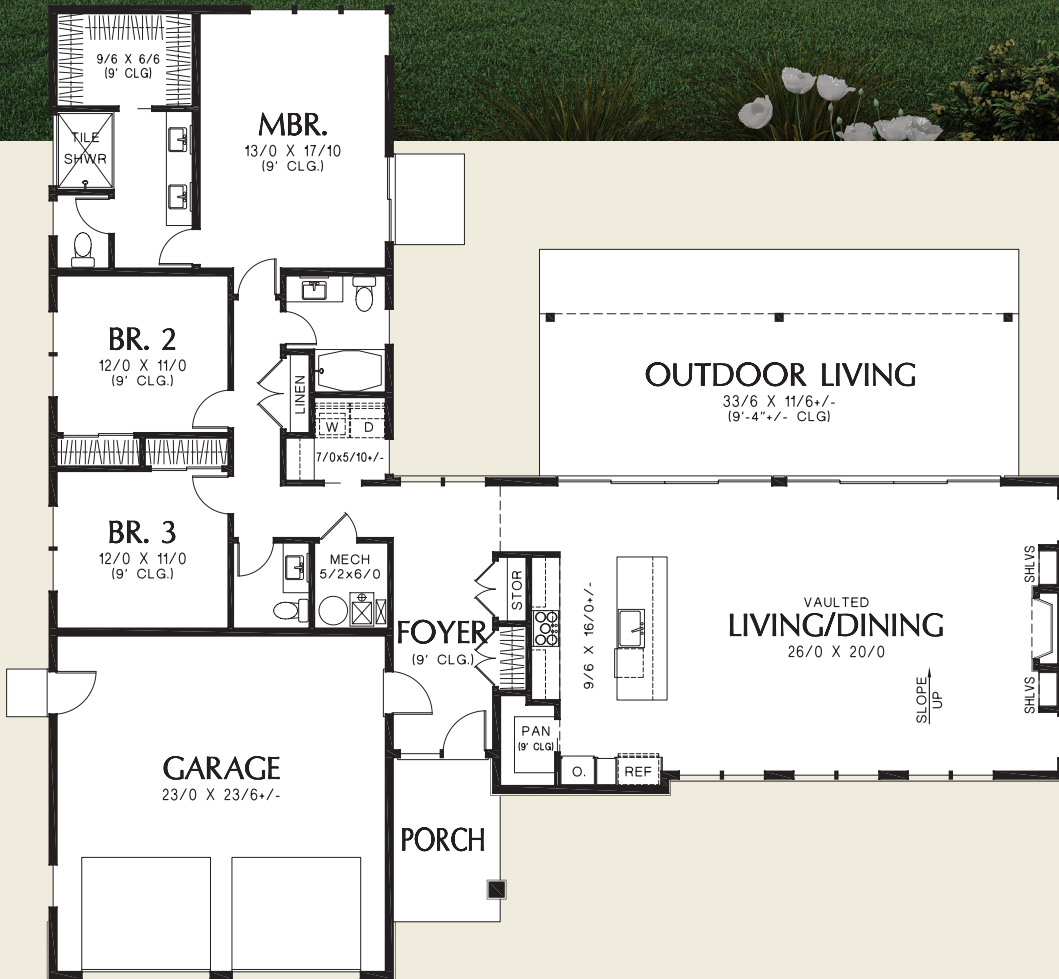 9/6 X 6/6
(9' CLG)
TILE
SHWR
MBR.
13/0 X 17/10
(9' CLG.)
BR. 2
12/0 X 11/0
(9' CLG.)
LINEN
W
D
7/0x5/10+/-
OUTDOOR LIVING
33/6 X 11/6+/-
(9'-4"+/- CLG)
BR. 3
12/0 X 11/0
(9' CLG.)
MECH
5/2x6/0
STOR
FOYER
(9' CLG.)
9/6 X 16/0+/-
VAULTED
LIVING/DINING
26/0 X 20/0
SHLVS
SHLVS
SLOPE
UP
PAN
(9' CLG)
O.
REF
GARAGE
23/0 X 23/6+/-
PORCH